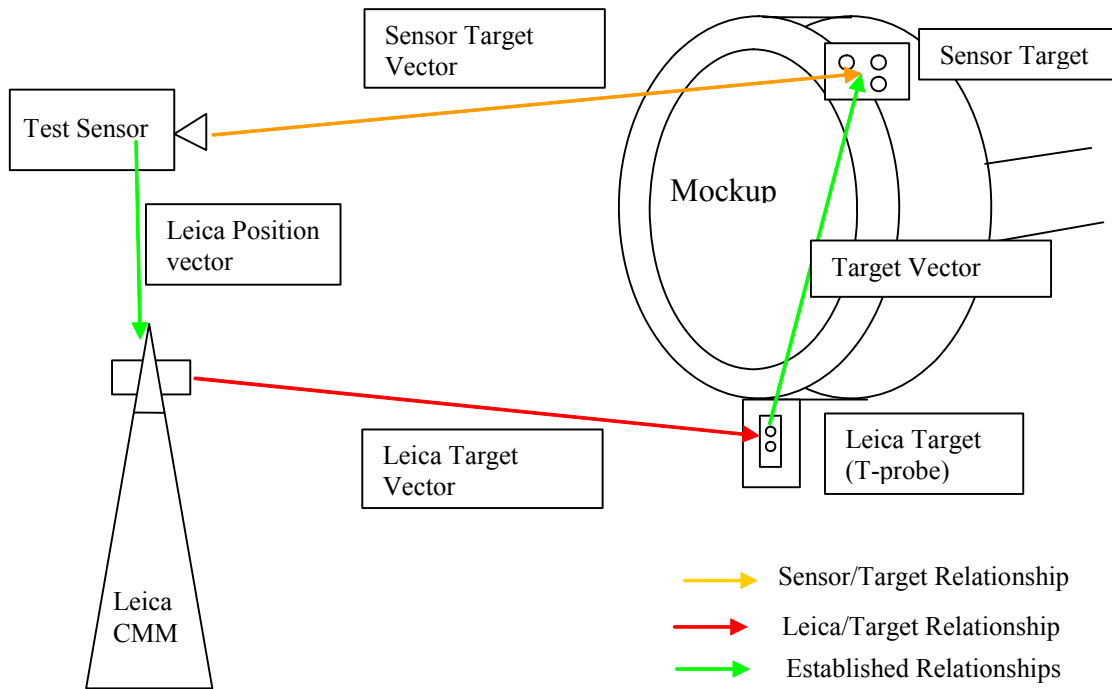 Sensor Target
Vector
Sensor Target
Test Sensor
Mockup
Leica Position
vector
Target Vector
Leica Target
Vector
Leica Target
(T-probe)
Leica
CMM
Sensor/Target Relationship
Leica/Target Relationship
Established Relationships